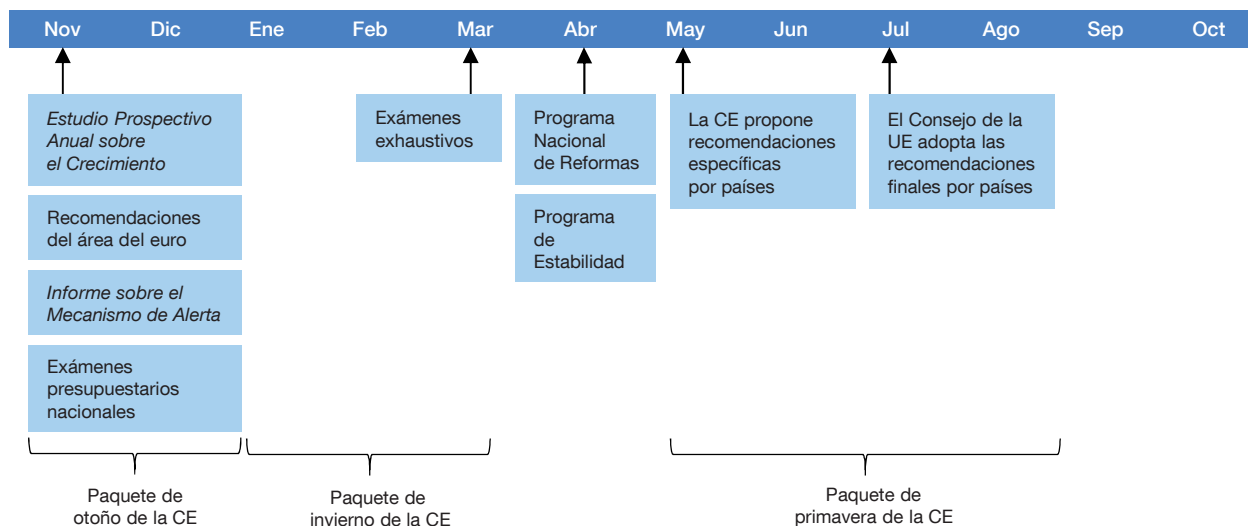 Nov Dic Ene Feb Mar Abr May Jun Jul Ago Sep Oct
Estudio Prospectivo
Anual sobre
el Crecimiento
Recomendaciones
del área del euro
Informe sobre el
Mecanismo de Alerta
Exámenes
presupuestarios
nacionales
Exámenes
exhaustivos
Programa
Nacional
de Reformas
Programa
de
Estabilidad
La CE propone
recomendaciones
específicas
por países
El Consejo de la
UE adopta las
recomendaciones
finales por países
Paquete de
otoño de la CE
Paquete de
invierno de la CE
Paquete de
primavera de la CE